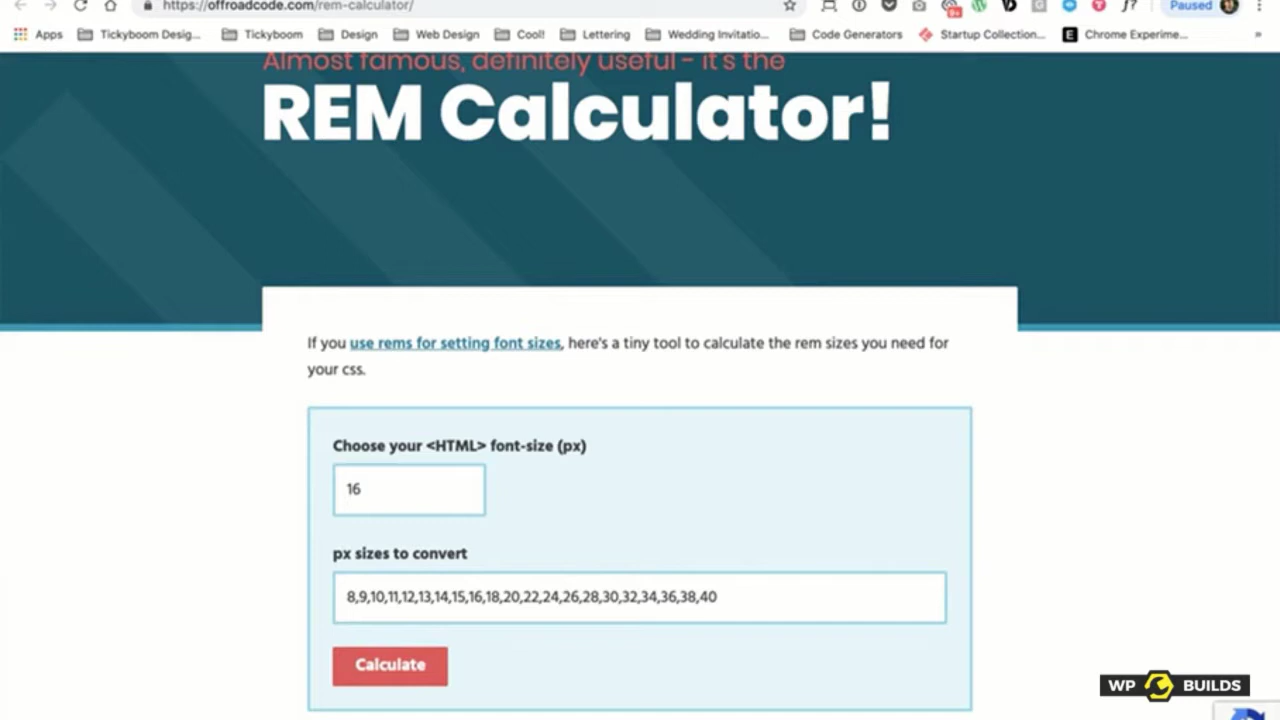 https://offroadcode.com/rem-calculator/
9+
f?
Paused
Apps
Tickyboom Desig...
Tickyboom
Design
Web Design
Cool!
Lettering
Wedding Invitatio...
Code Generators
Startup Collection...
E
Chrome Experime...
»
Almost famous, definitely useful - it's the
REM Calculator!
If you use rems for setting font sizes, here's a tiny tool to calculate the rem sizes you need for
your css.
Choose your <HTML> font-size (px)
16
px sizes to convert
8,9,10,11,12,13,14,15,16,18,20,22,24,26,28,30,32,34,36,38,40
Calculate
WP BUILDS